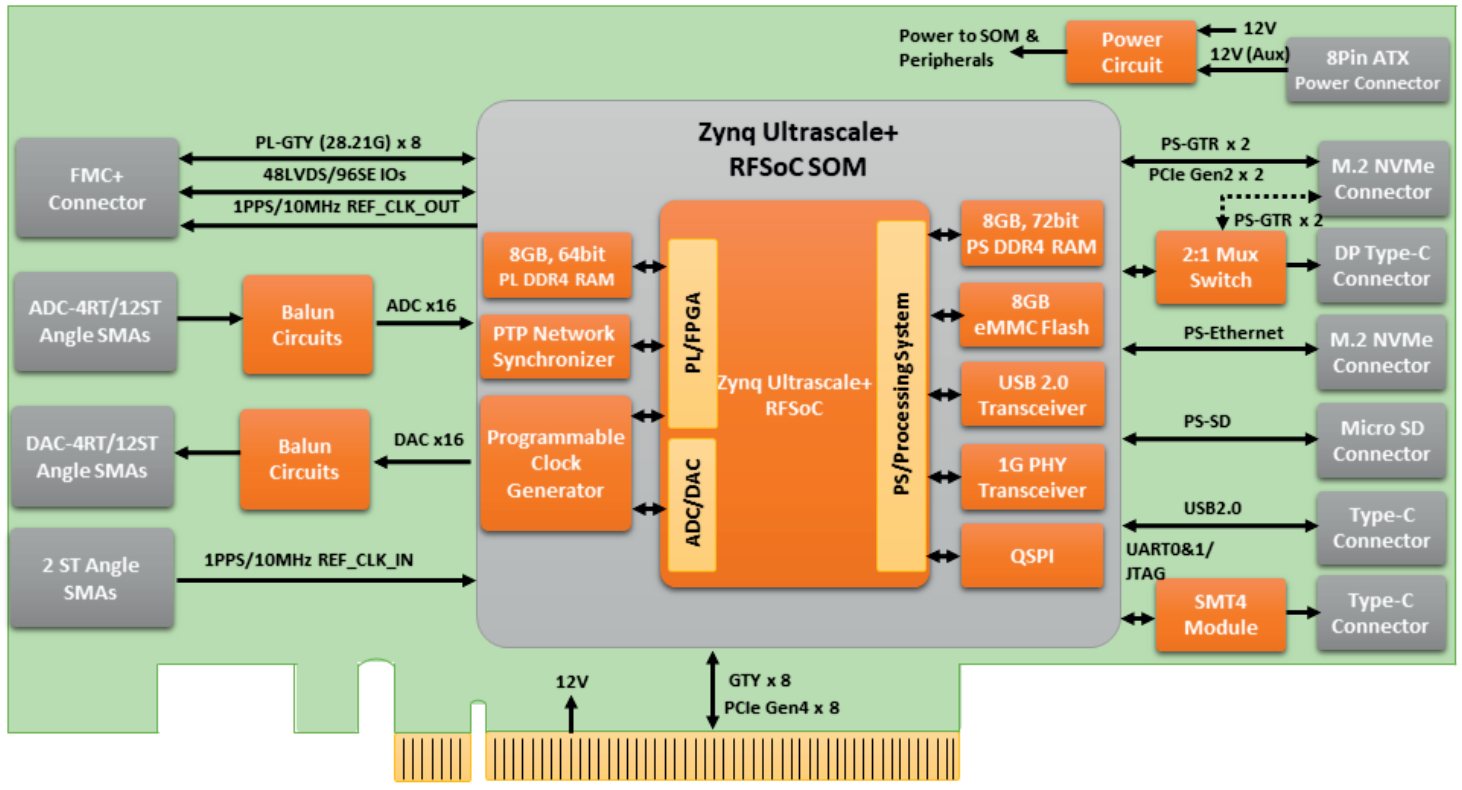 Power to SOM &
Peripherals
Power
Circuit
12V
12V (Aux)
8Pin ATX
Power Connector
Zynq Ultrascale+
RFSoC SOM
FMC+
Connector
PL-GTY (28.21G) x 8
48LVDS/96SE IOs
1PPS/10MHz REF_CLK_OUT
ADC-4RT/12ST
Angle SMAs
Balun
Circuits
ADC x16
DAC-4RT/12ST
Angle SMAs
Balun
Circuits
DAC x16
2 ST Angle
SMAs
1PPS/10MHz REF_CLK_IN
8GB, 64bit
PL DDR4 RAM
PTP Network
Synchronizer
Programmable
Clock
Generator
PL/FPGA
ADC/DAC
Zynq Ultrascale+
RFSoC
PS/ProcessingSystem
8GB, 72bit
PS DDR4 RAM
8GB
eMMC Flash
USB 2.0
Transceiver
1G PHY
Transceiver
QSPI
PS-GTR x 2
PCIe Gen2 x 2
M.2 NVMe
Connector
PS-GTR x 2
2:1 Mux
Switch
DP Type-C
Connector
PS-Ethernet
M.2 NVMe
Connector
PS-SD
Micro SD
Connector
USB2.0
Type-C
Connector
UART0&1/
JTAG
SMT4
Module
Type-C
Connector
12V
GTY x 8
PCIe Gen4 x 8